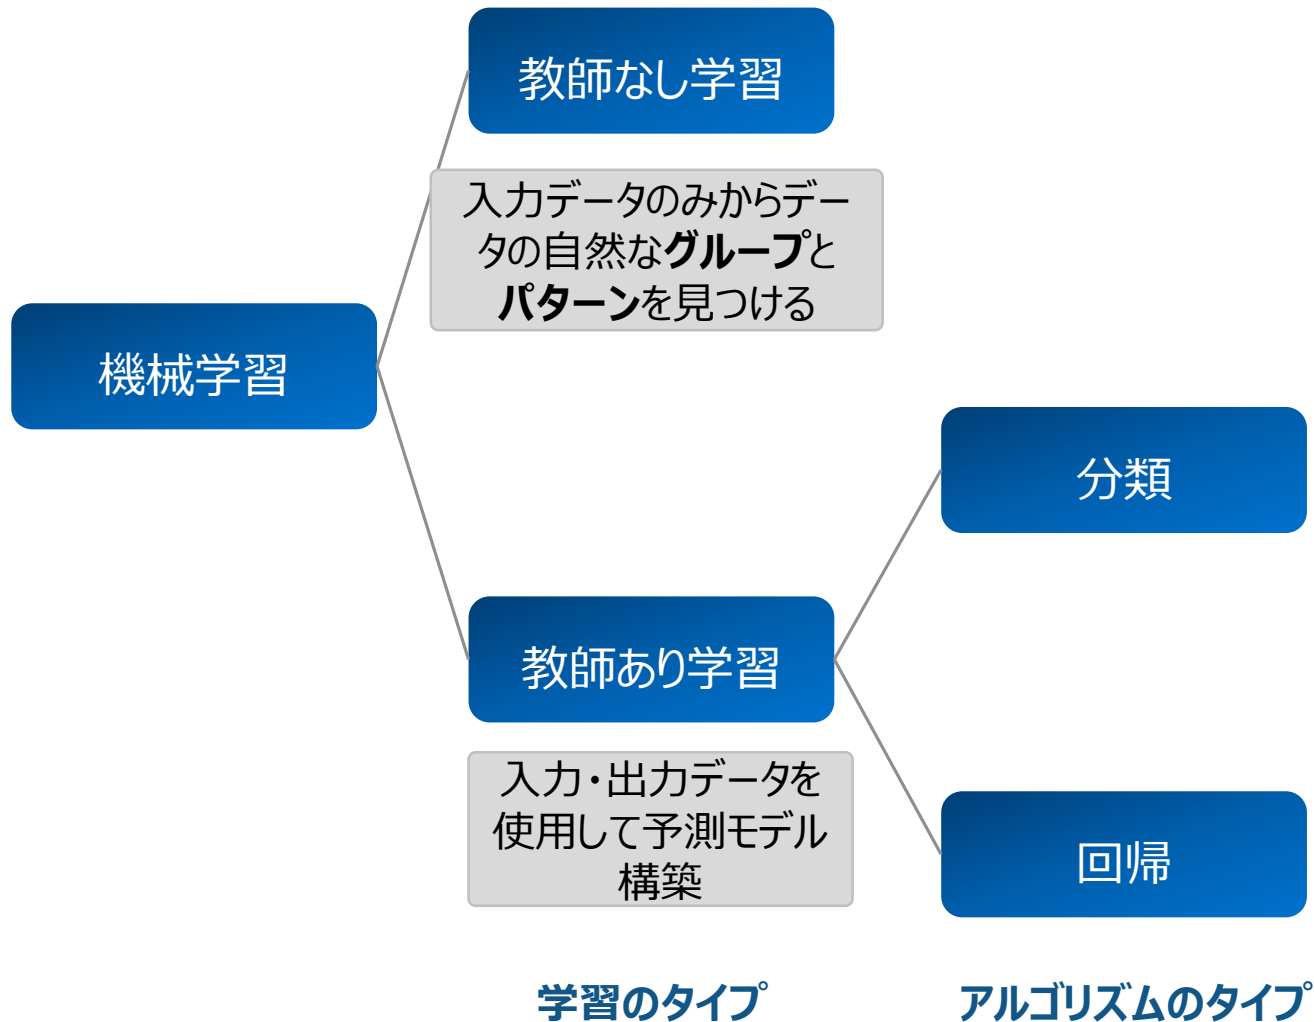 教師なし学習
入力データのみからデー
タの自然なグループと
パターンを見つける
機械学習
分類
教師あり学習
入力・出力データを
使用して予測モデル
構築
回帰
学習のタイプ
アルゴリズムのタイプ